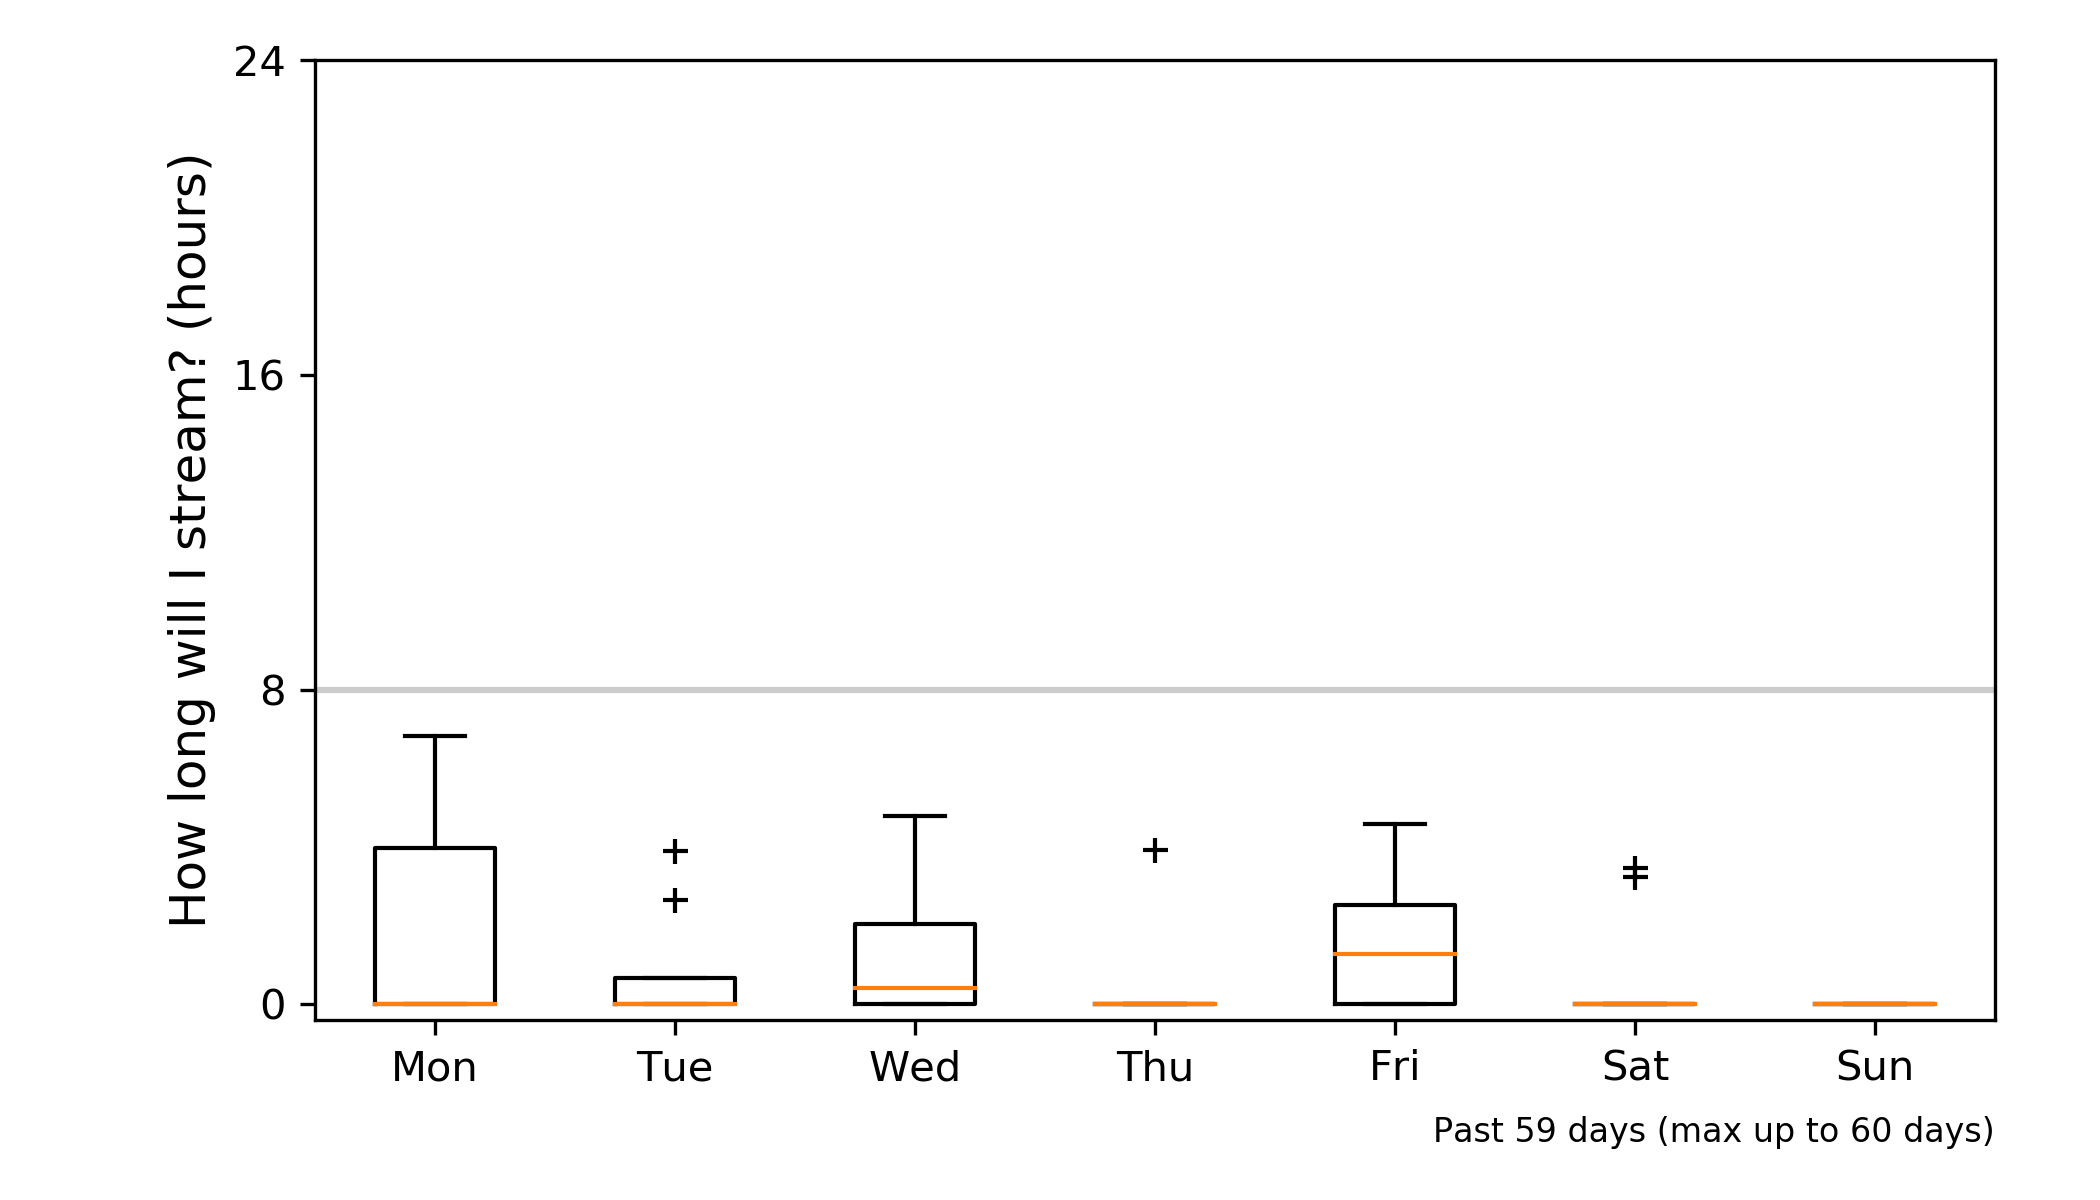 How long will I stream? (hours)
24
16
8
0
Mon Tue Wed Thu Fri Sat Sun
Past 59 days (max up to 60 days)